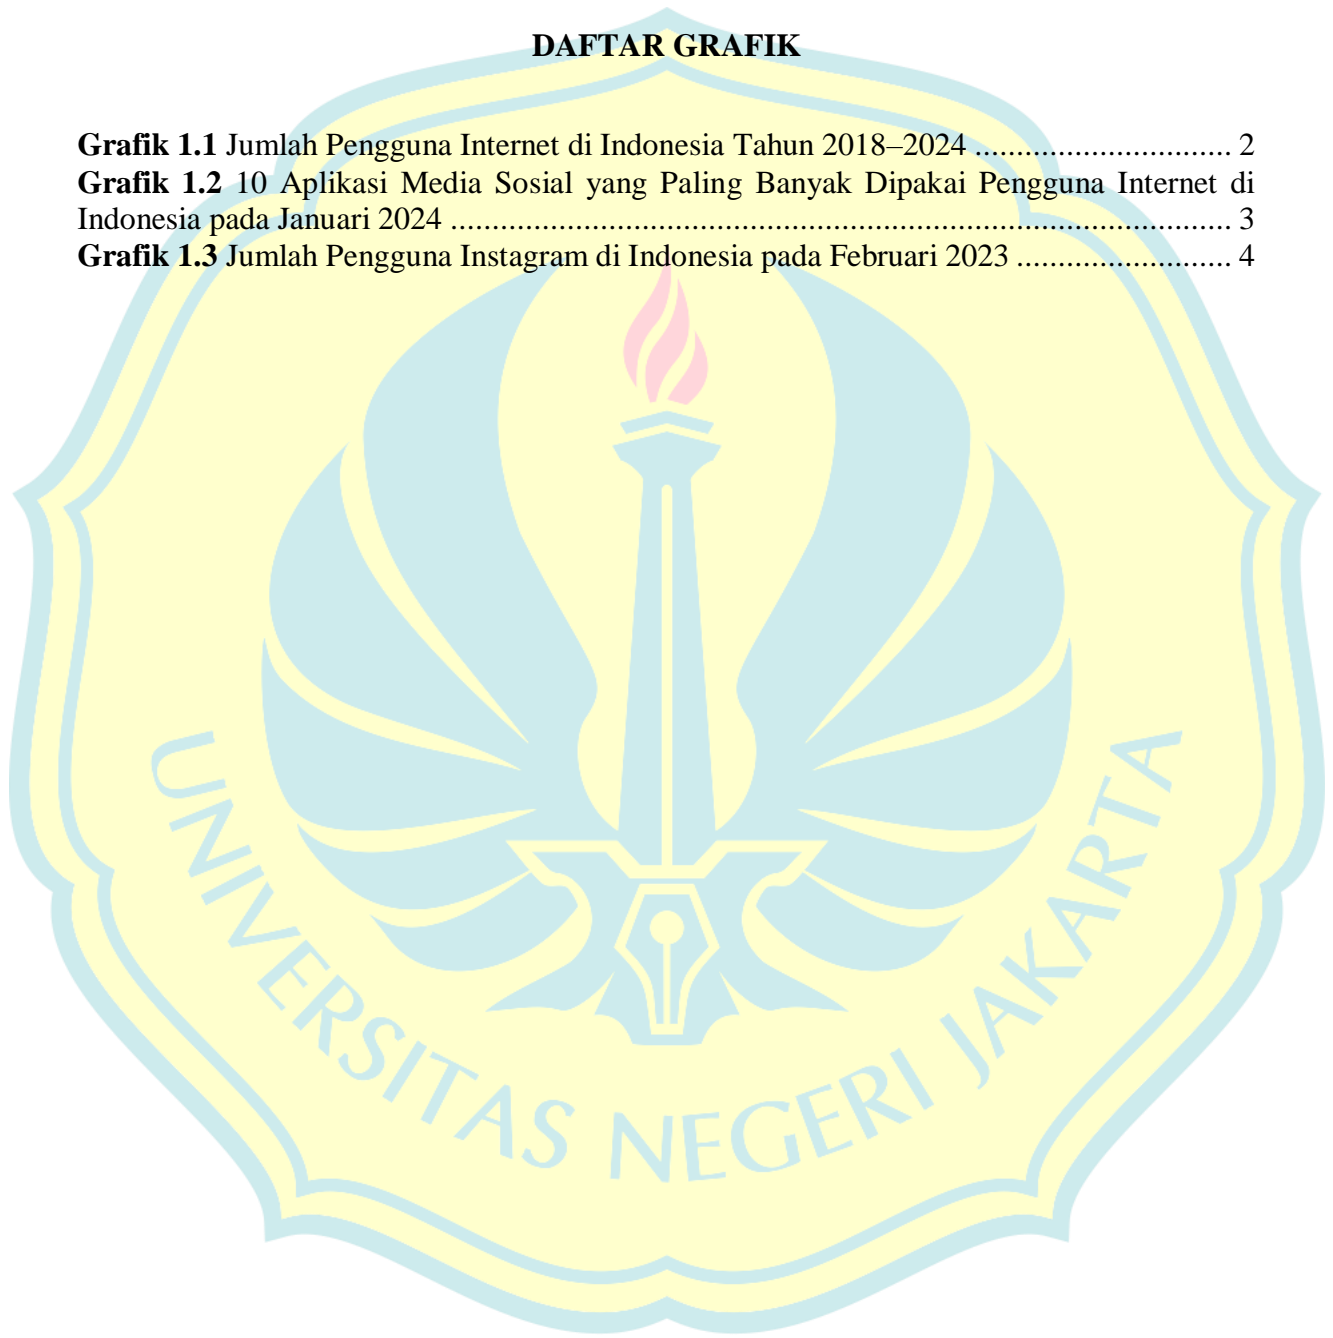 DAFTAR GRAFIK
Grafik 1.1 Jumlah Pengguna Internet di Indonesia Tahun 2018–2024 ............................... 2
Grafik 1.2 10 Aplikasi Media Sosial yang Paling Banyak Dipakai Pengguna Internet di
Indonesia pada Januari 2024 .............................................................................................. 3
Grafik 1.3 Jumlah Pengguna Instagram di Indonesia pada Februari 2023 .......................... 4
UNIVERSITAS NEGERI JAKARTA